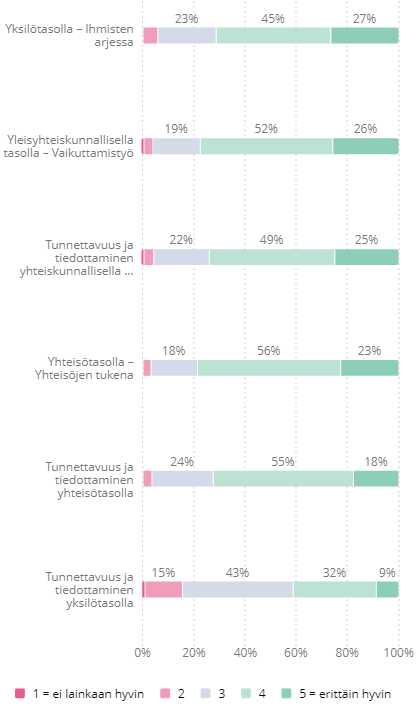 23% 45% 27%
Yksilötasolla – Ihmisten
arjessa
19% 52% 26%
Yleisyhteiskunnallisella
tasolla – Vaikuttamistyö
22% 49% 25%
Tunnettavuus ja
tiedottaminen
yhteiskunnallisella ...
18% 56% 23%
Yhteisötasolla –
Yhteisöjen tukena
24% 55% 18%
Tunnettavuus ja
tiedottaminen
yhteisötasolla
15% 43% 32% 9%
Tunnettavuus ja
tiedottaminen
yksilötasolla
0% 20% 40% 60% 80% 100%
1 = ei lainkaan hyvin 2 3 4 5 = erittäin hyvin